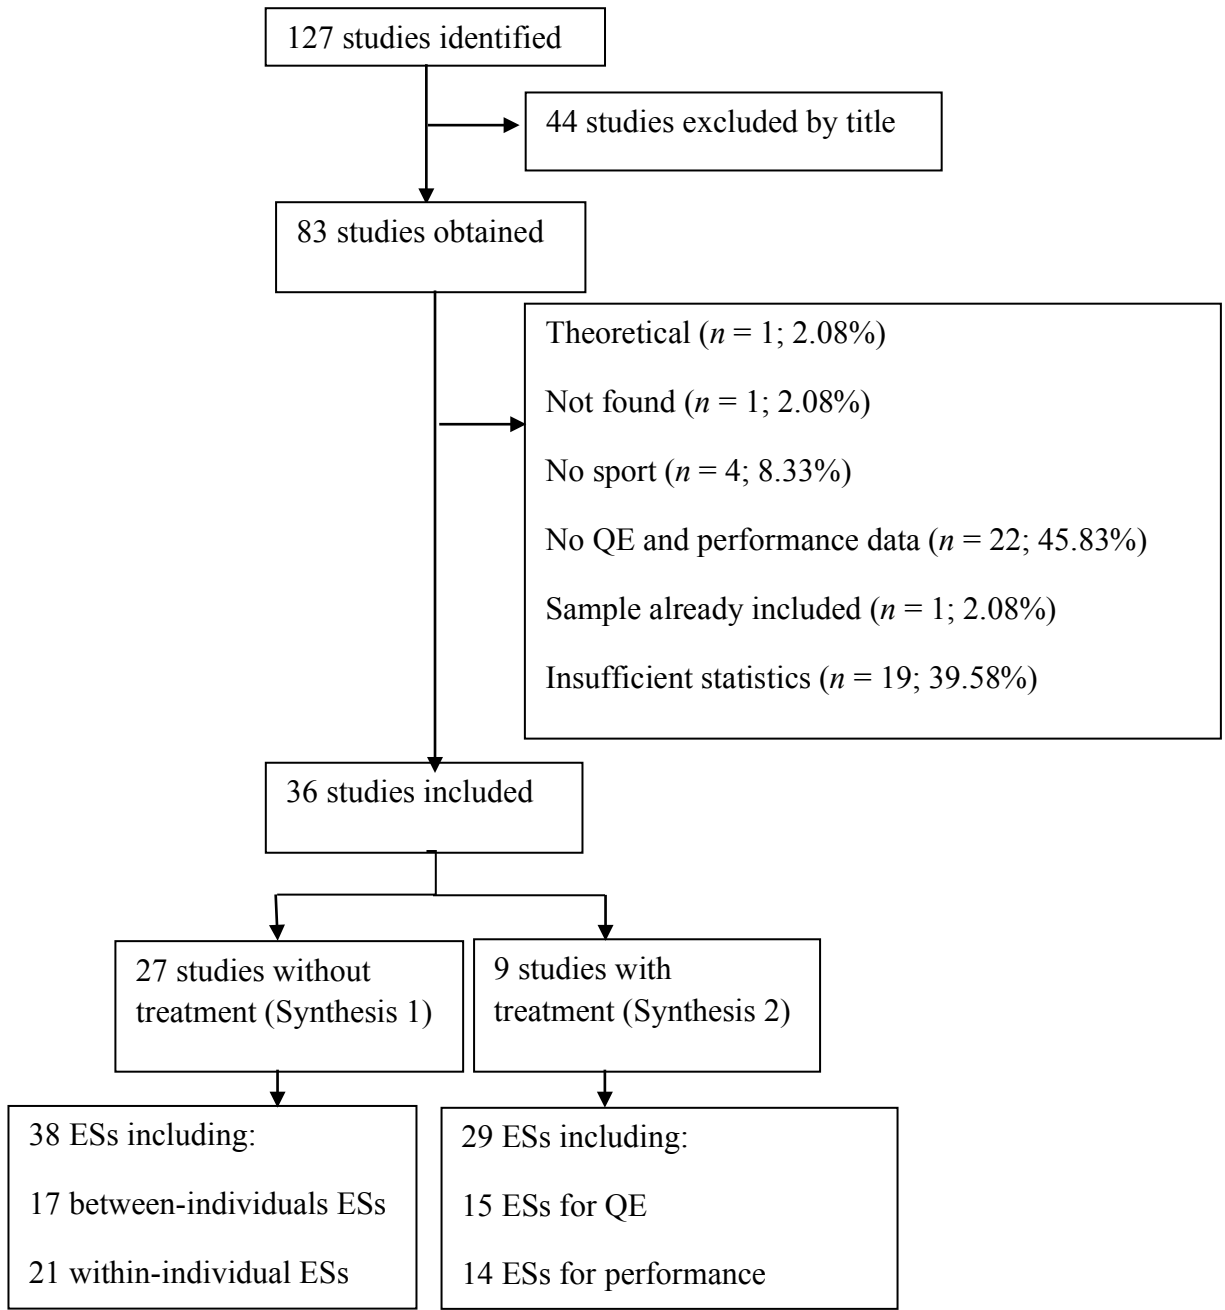 127 studies identified
44 studies excluded by title
83 studies obtained
Theoretical (n = 1; 2.08%)
Not found (n = 1; 2.08%)
No sport (n = 4; 8.33%)
No QE and performance data (n = 22; 45.83%)
Sample already included (n = 1; 2.08%)
Insufficient statistics (n = 19; 39.58%)
36 studies included
27 studies without
treatment (Synthesis 1)
9 studies with
treatment (Synthesis 2)
38 ESs including:
17 between-individuals ESs
21 within-individual ESs
29 ESs including:
15 ESs for QE
14 ESs for performance